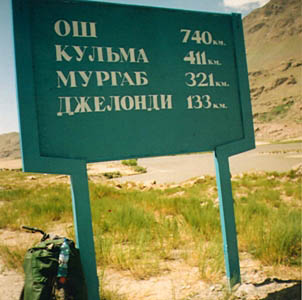 ОШ 740 км.
КУЛЬМА 411 км.
МУРГАБ 321 км.
ДЖЕЛОНДИ 133 км.